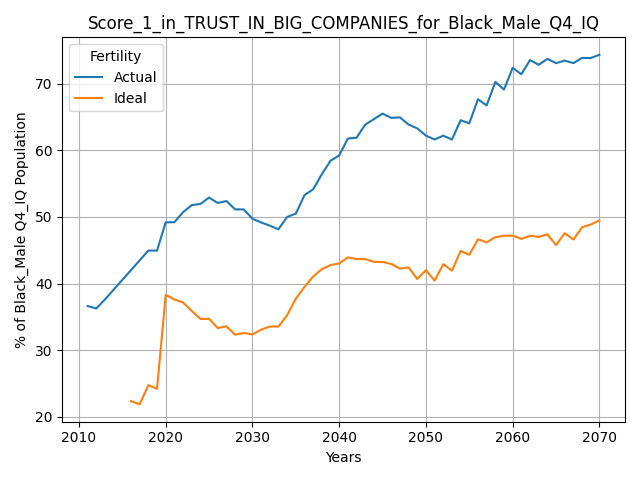 Score_1_in_TRUST_IN_BIG_COMPANIES_for_Black_Male_Q4_IQ
Fertility
Actual
Ideal
% of Black_Male Q4_IQ Population
70
60
50
40
30
20
2010 2020 2030 2040 2050 2060 2070
Years